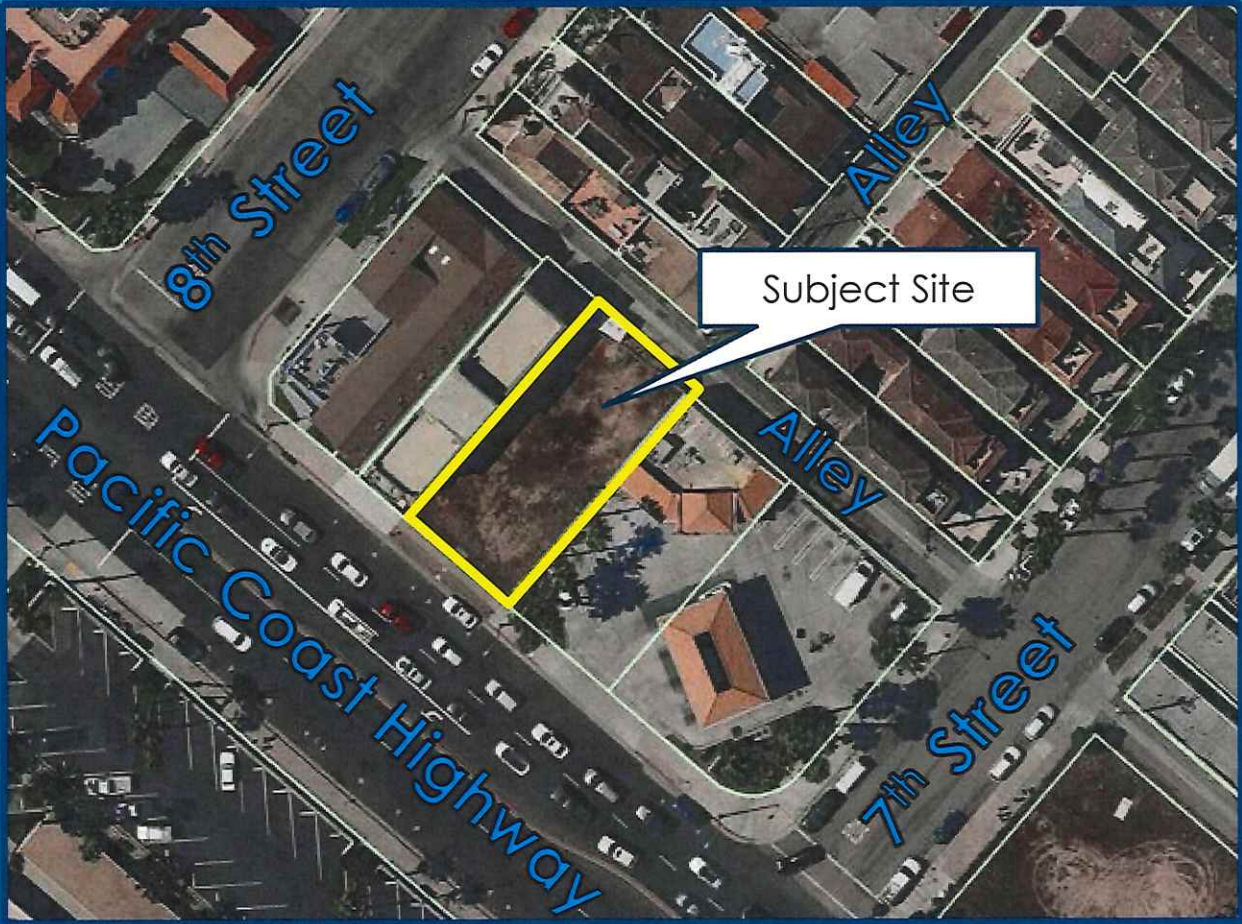 8th Street
Alley
Subject Site
Alley
Pacific Coast Highway
7th Street